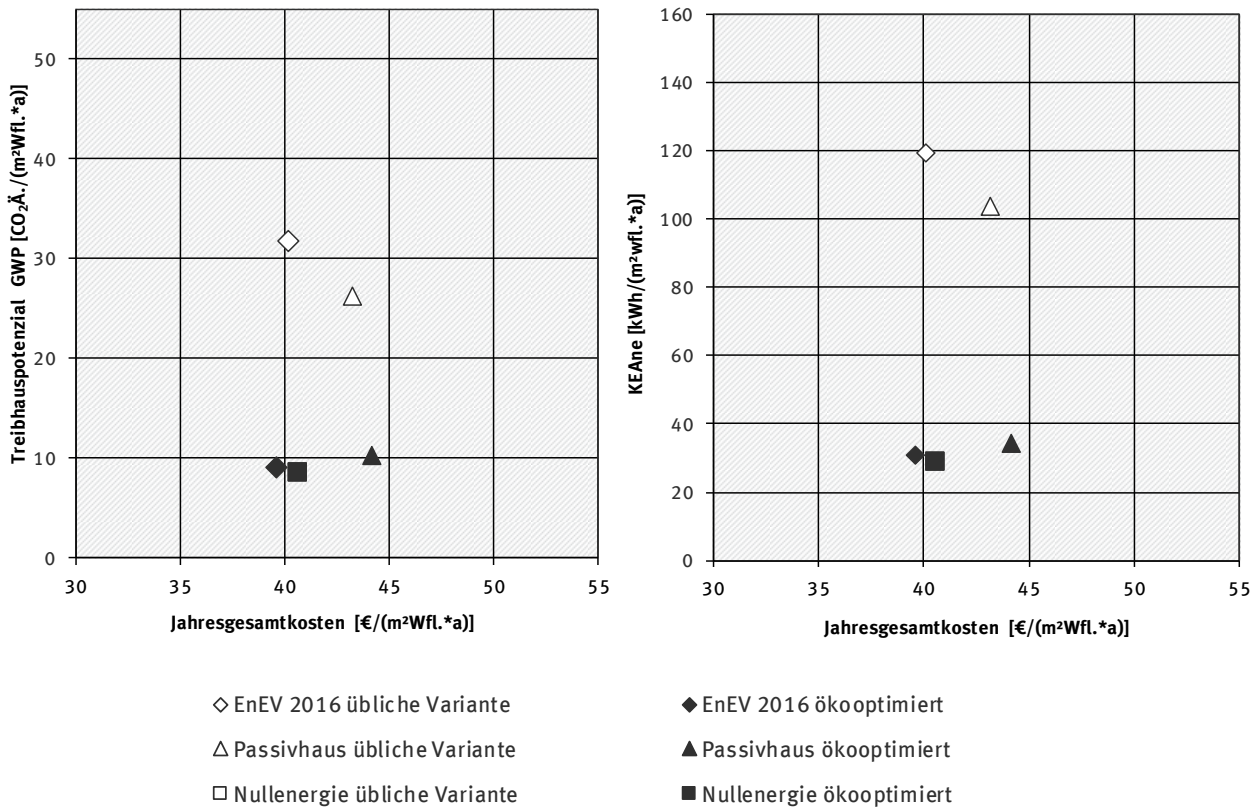 Treibhauspotenzial GWP [CO₂Ä./(m²Wfl.*a)]
50
40
30
20
10
0
30 35 40 45 50 55
Jahresgesamtkosten [€/(m²Wfl.*a)]
KEAne [kWh/(m²wfl.*a)]
160
140
120
100
80
60
40
20
0
30 35 40 45 50 55
Jahresgesamtkosten [€/(m²Wfl.*a)]
EnEV 2016 übliche Variante
EnEV 2016 ökooptimiert
Passivhaus übliche Variante
Passivhaus ökooptimiert
Nullenergie übliche Variante
Nullenergie ökooptimiert